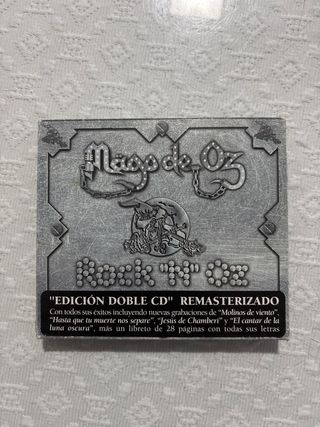 Mägo de Oz
Rock "N" Oz
"EDICIÓN DOBLE CD" REMASTERIZADO
Con todos sus éxitos incluyendo nuevas grabaciones de "Molinos de viento",
"Hasta que tu muerte nos separe", "Jesús de Chamberí" y "El cantar de la
luna oscura", más un libreto de 28 páginas con todas sus letras